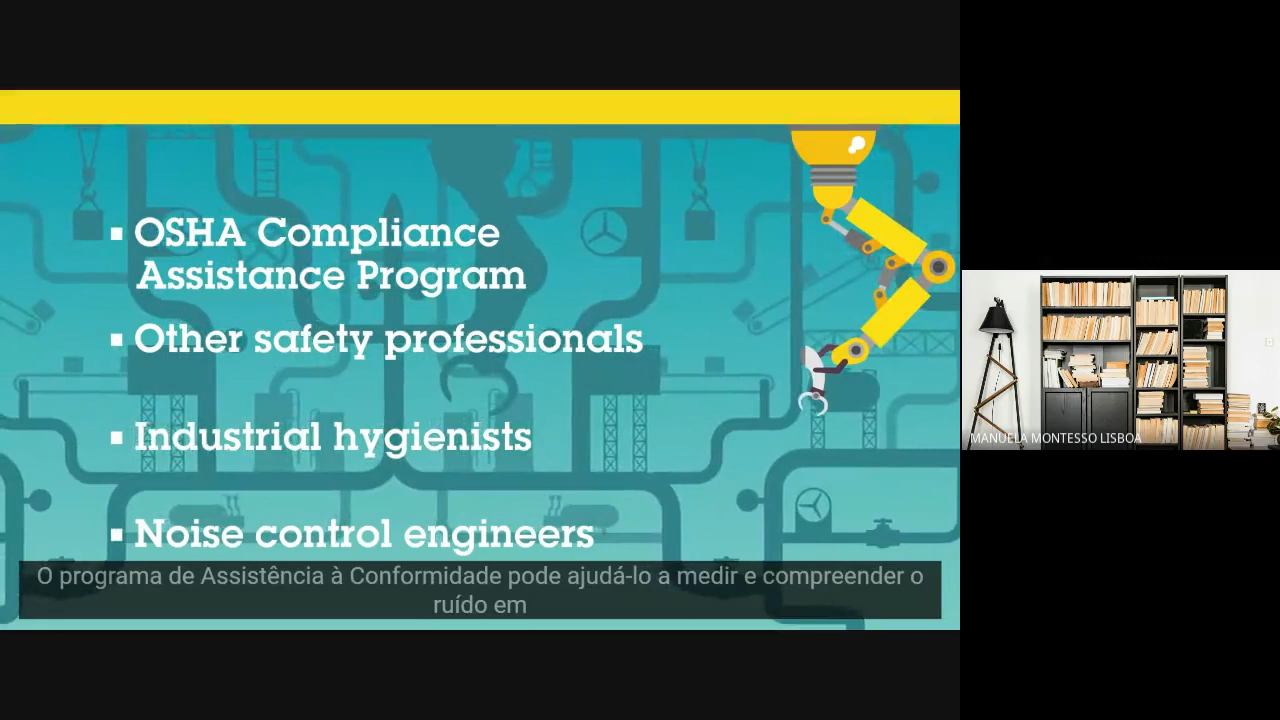 ▪ OSHA Compliance
Assistance Program
▪ Other safety professionals
▪ Industrial hygienists
▪ Noise control engineers
O programa de Assistência à Conformidade pode ajudá-lo a medir e compreender o
ruído em
MANUELA MONTESSO LISBOA